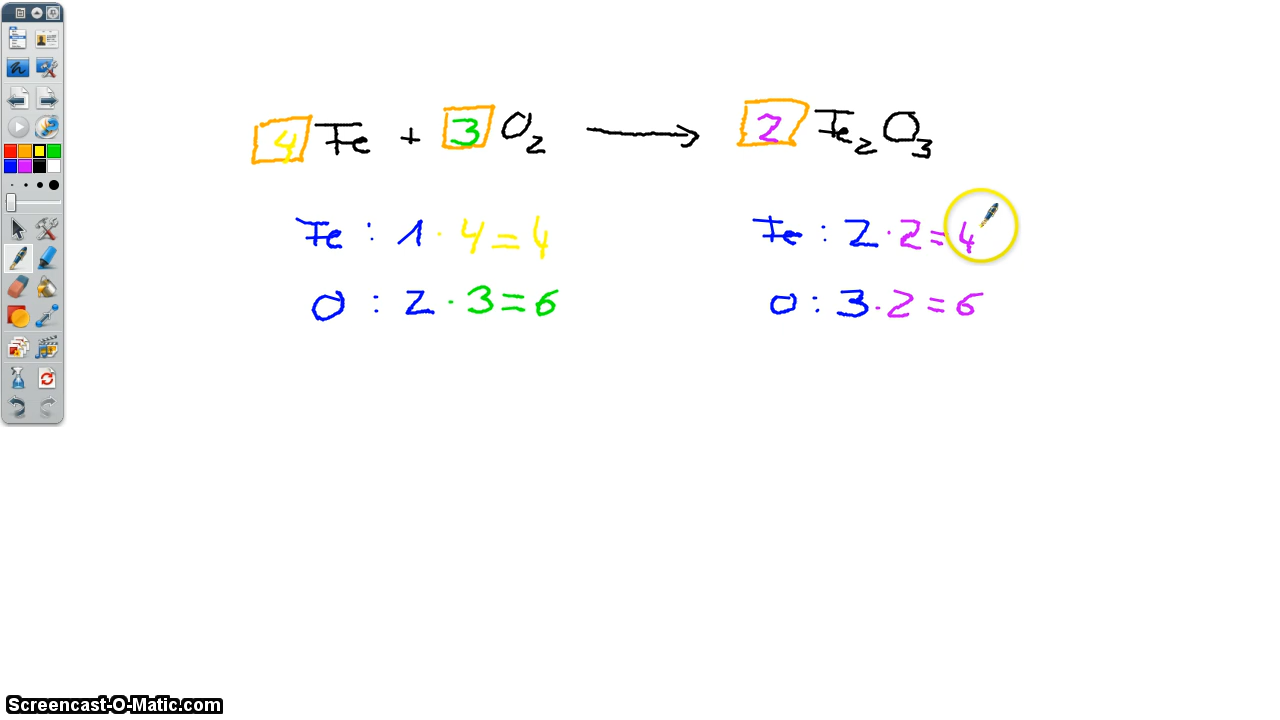 4 Fe + 3 O₂ ⟶ 2 Fe₂O₃
Fe : 1 · 4 = 4 Fe : 2 · 2 = 4
O : 2 · 3 = 6 O : 3 · 2 = 6
Screencast-O-Matic.com